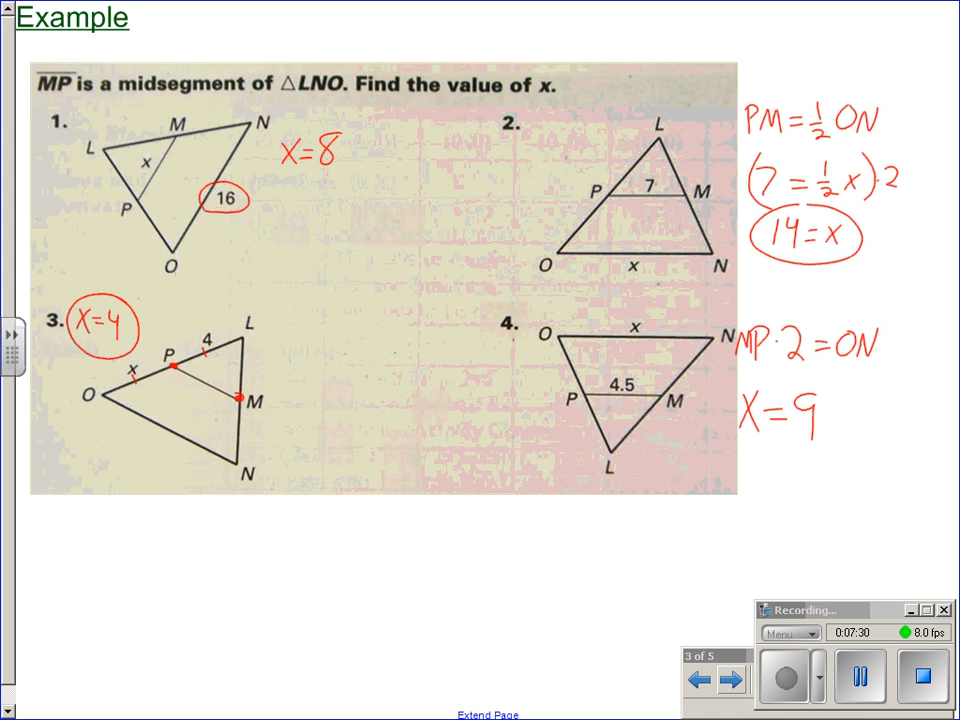 Example
MP is a midsegment of △LNO. Find the value of x.
1.
M
N
L
x
P
16
O
x=8
2.
L
P
7
M
O
x
N
PM = 1/2 ON
(7 = 1/2 x)·2
14 = x
3.
x=4
L
4
P
x
O
M
N
4.
O
x
N
4.5
P
M
L
MP·2 = ON
x = 9
Recording...
Menu
0:07:30
8.0 fps
3 of 5
Extend Page